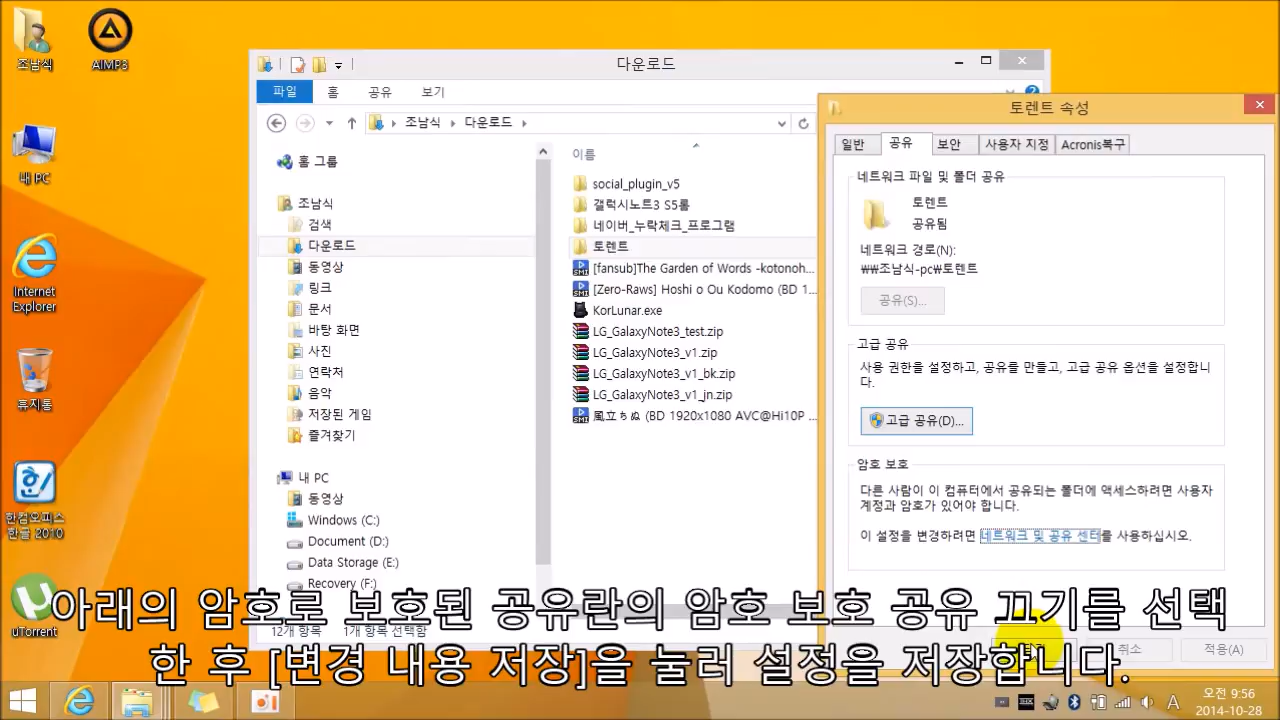 조남식
AIMP3
내 PC
Internet
Explorer
휴지통
한컴오피스
한글 2010
uTorrent
다운로드
파일
홈
공유
보기
조남식
다운로드
홈 그룹
조남식
검색
다운로드
동영상
링크
문서
바탕 화면
사진
연락처
음악
저장된 게임
즐겨찾기
내 PC
동영상
Windows (C:)
Document (D:)
Data Storage (E:)
Recovery (F:)
이름
social_plugin_v5
갤럭시노트3 S5롬
네이버_누락체크_프로그램
토렌트
[fansub]The Garden of Words -kotonoh...
[Zero-Raws] Hoshi o Ou Kodomo (BD 1...
KorLunar.exe
LG_GalaxyNote3_test.zip
LG_GalaxyNote3_v1.zip
LG_GalaxyNote3_v1_bk.zip
LG_GalaxyNote3_v1_jn.zip
風立ちぬ (BD 1920x1080 AVC@Hi10P ...
12개 항목
1개 항목 선택함
토렌트 속성
일반
공유
보안
사용자 지정
Acronis복구
네트워크 파일 및 폴더 공유
토렌트
공유됨
네트워크 경로(N):
₩₩조남식-pc₩토렌트
공유(S)...
고급 공유
사용 권한을 설정하고, 공유를 만들고, 고급 공유 옵션을 설정합니
다.
고급 공유(D)...
암호 보호
다른 사람이 이 컴퓨터에서 공유되는 폴더에 액세스하려면 사용자
계정과 암호가 있어야 합니다.
이 설정을 변경하려면 네트워크 및 공유 센터를 사용하십시오.
취소
적용(A)
아래의 암호로 보호된 공유란의 암호 보호 공유 끄기를 선택
한 후 [변경 내용 저장]을 눌러 설정을 저장합니다.
A
오전 9:56
2014-10-28